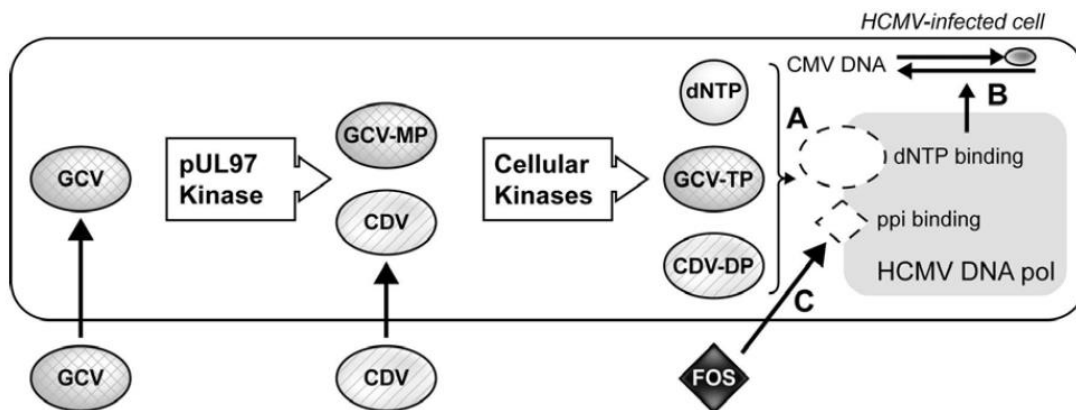 HCMV-infected cell
CMV DNA
dNTP
A
B
GCV-MP
pUL97
Kinase
Cellular
Kinases
GCV
GCV-TP
dNTP binding
CDV
ppi binding
CDV-DP
HCMV DNA pol
C
GCV
CDV
FOS